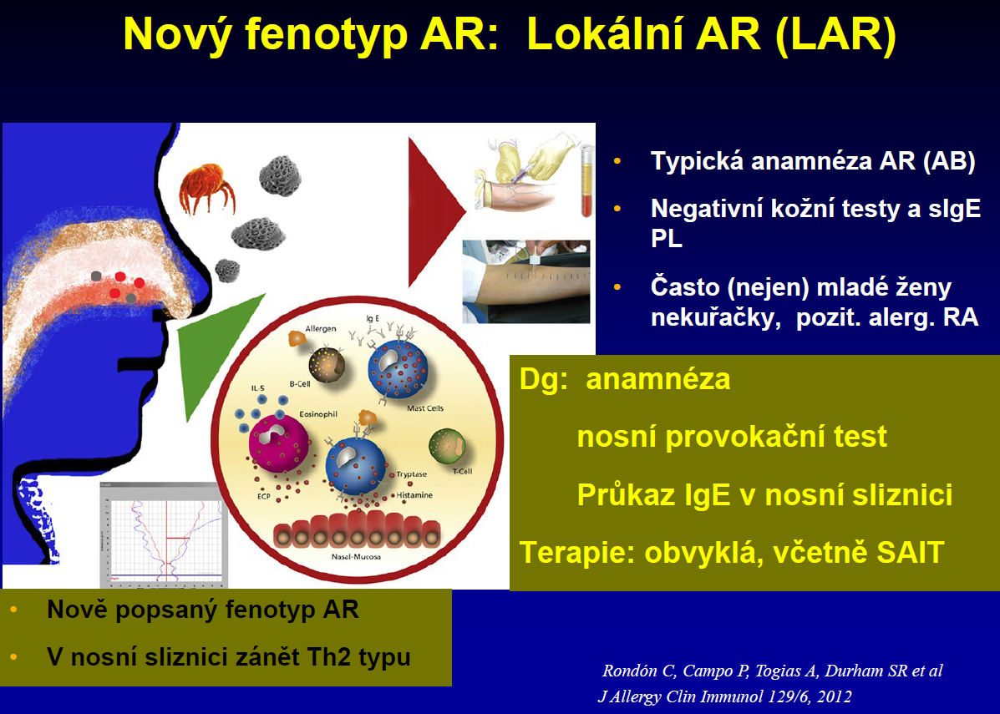 Nový fenotyp AR: Lokální AR (LAR)
• Typická anamnéza AR (AB)
• Negativní kožní testy a sIgE
PL
• Často (nejen) mladé ženy
nekuřačky, pozit. alerg. RA
Allergen
Ig E
B-Cell
Mast Cells
IL-5
Eosinophil
T-Cell
ECP
Tryptase
Histamine
Nasal-Mucosa
Dg: anamnéza
nosní provokační test
Průkaz IgE v nosní sliznici
Terapie: obvyklá, včetně SAIT
• Nově popsaný fenotyp AR
• V nosní sliznici zánět Th2 typu
Rondón C, Campo P, Togias A, Durham SR et al
J Allergy Clin Immunol 129/6, 2012